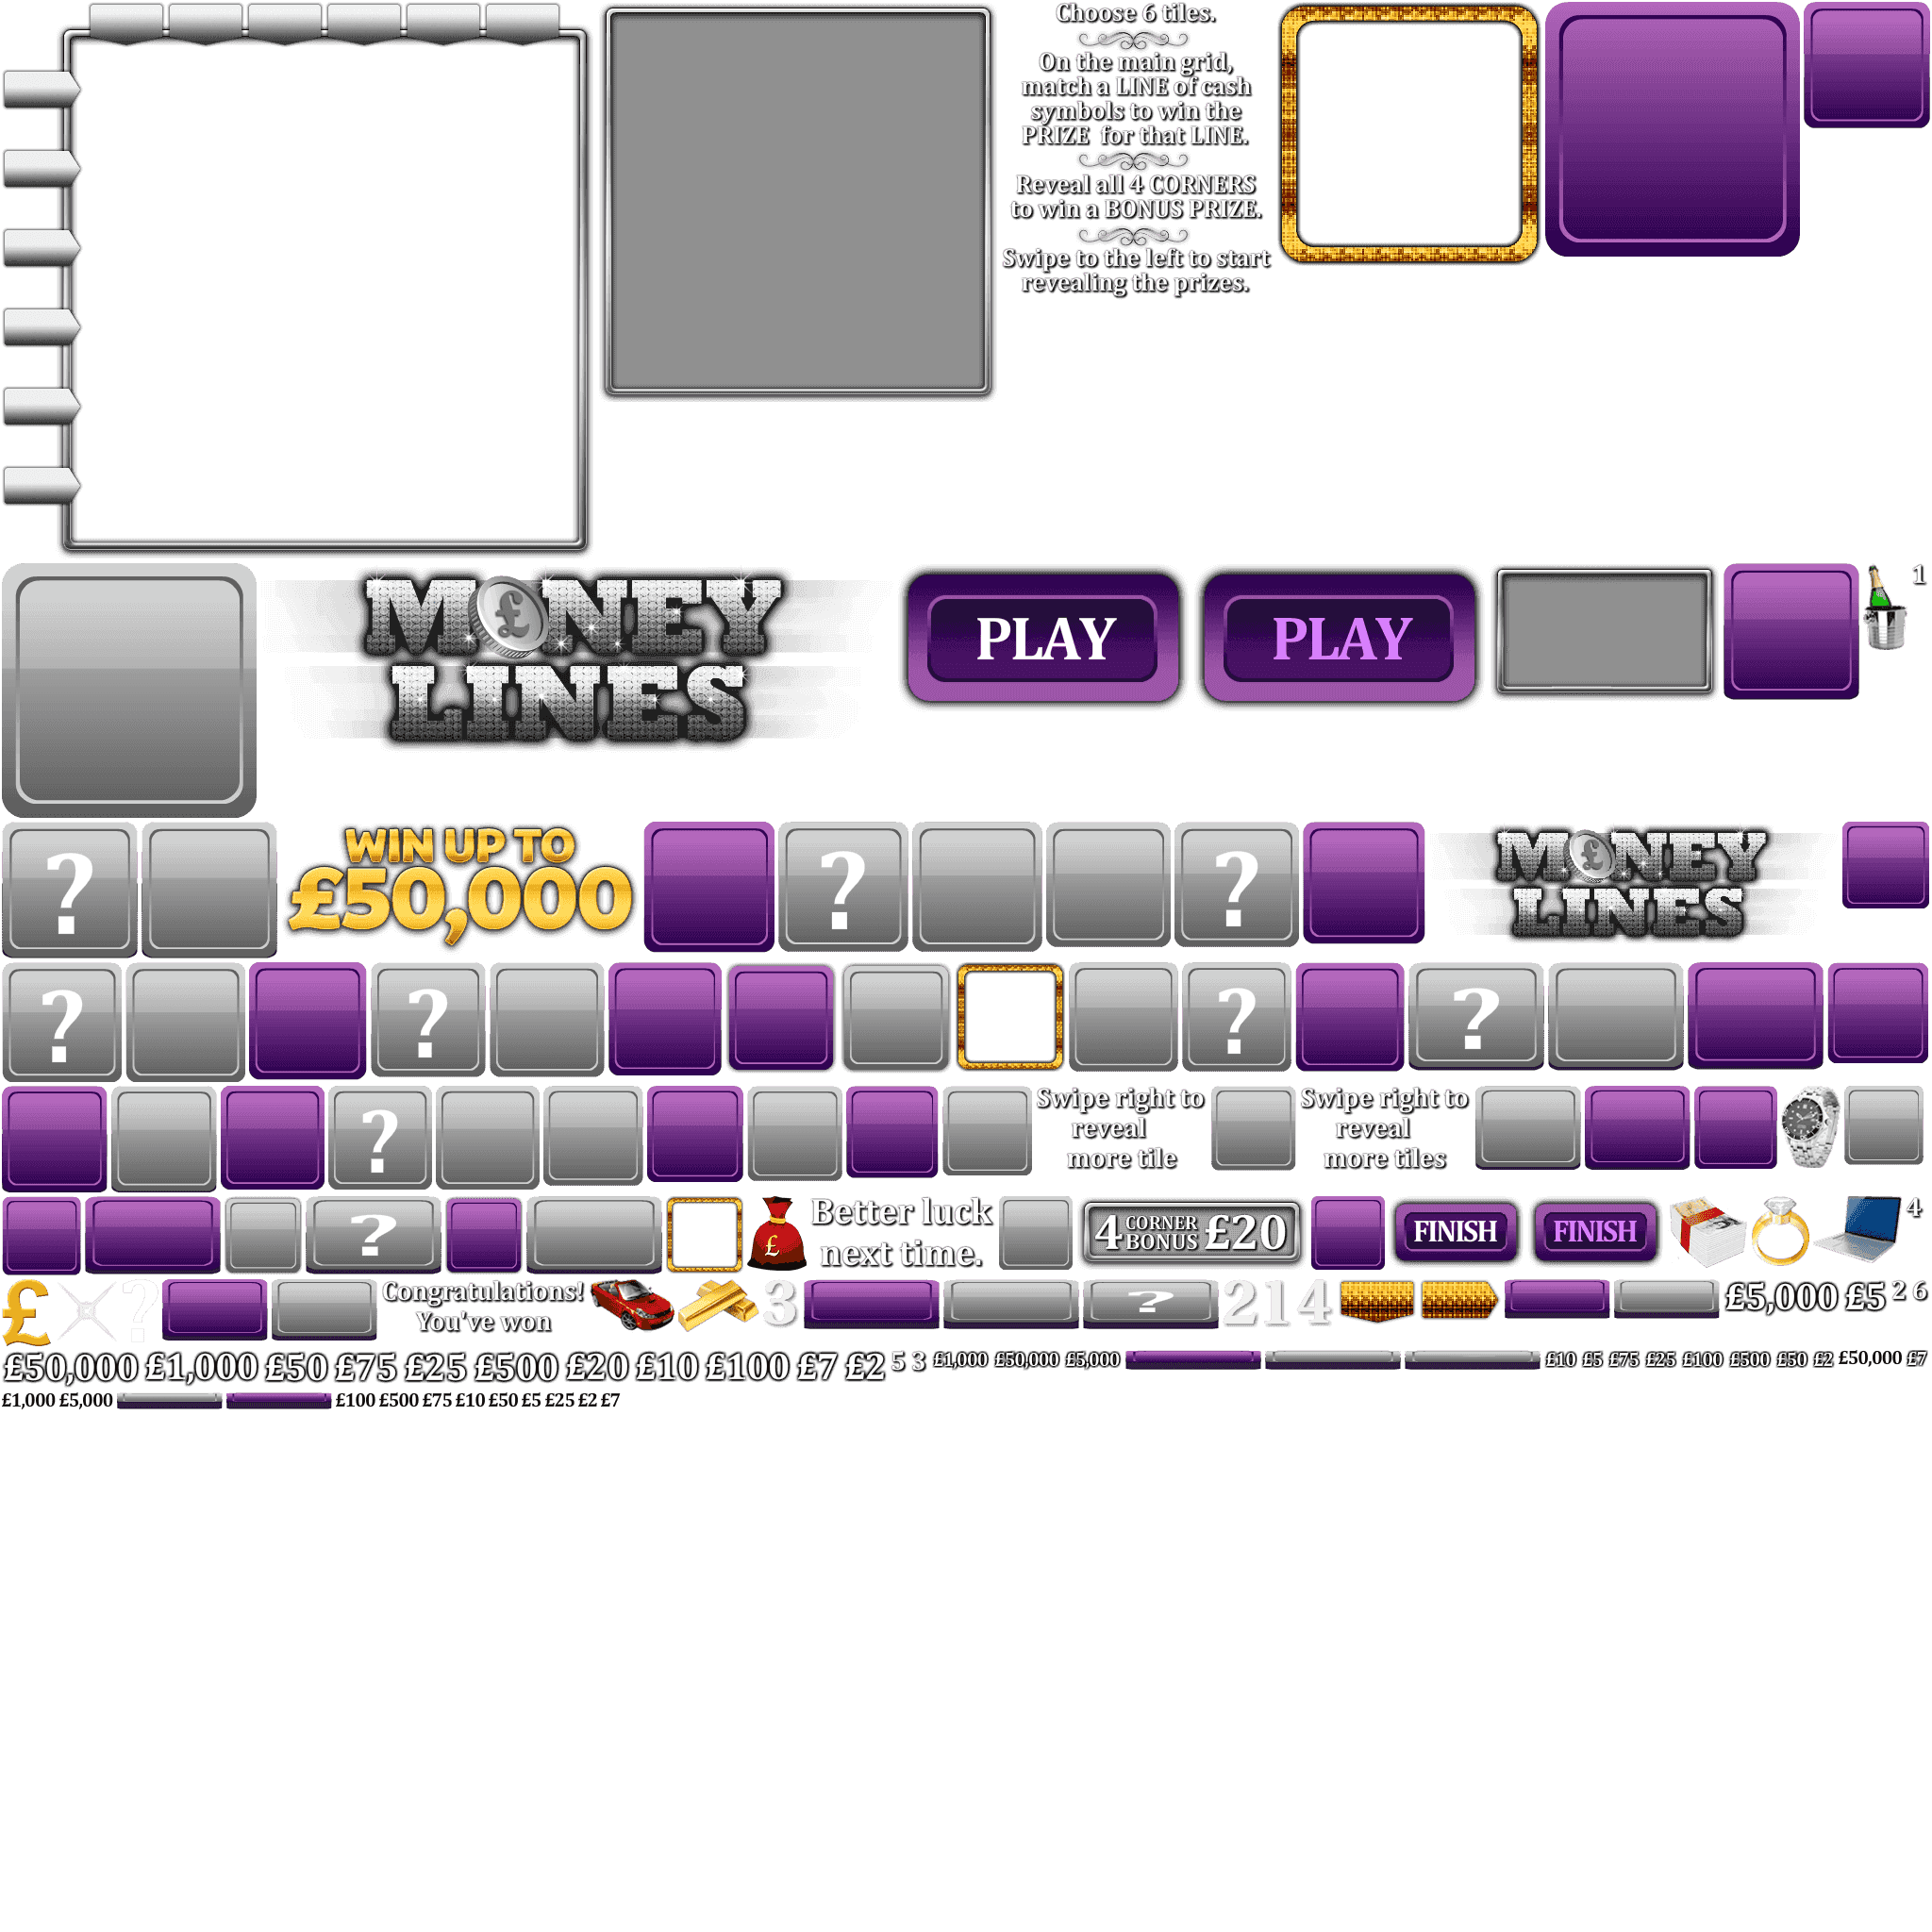 Choose 6 tiles.
On the main grid,
match a LINE of cash
symbols to win the
PRIZE for that LINE.
Reveal all 4 CORNERS
to win a BONUS PRIZE.
Swipe to the left to start
revealing the prizes.
MONEY
LINES
PLAY
PLAY
1
?
WIN UP TO
£50,000
?
?
MONEY
LINES
?
?
?
?
?
Swipe right to
reveal
more tile
Swipe right to
reveal
more tiles
?
£
Better luck
next time.
4 CORNER BONUS £20
FINISH
FINISH
4
£
?
Congratulations!
You've won
3
?
2 1 4
£5,000 £5 2 6
£50,000 £1,000 £50 £75 £25 £500 £20 £10 £100 £7 £2 5 3 £1,000 £50,000 £5,000
£10 £5 £75 £25 £100 £500 £50 £2 £50,000 £7
£1,000 £5,000
£100 £500 £75 £10 £50 £5 £25 £2 £7